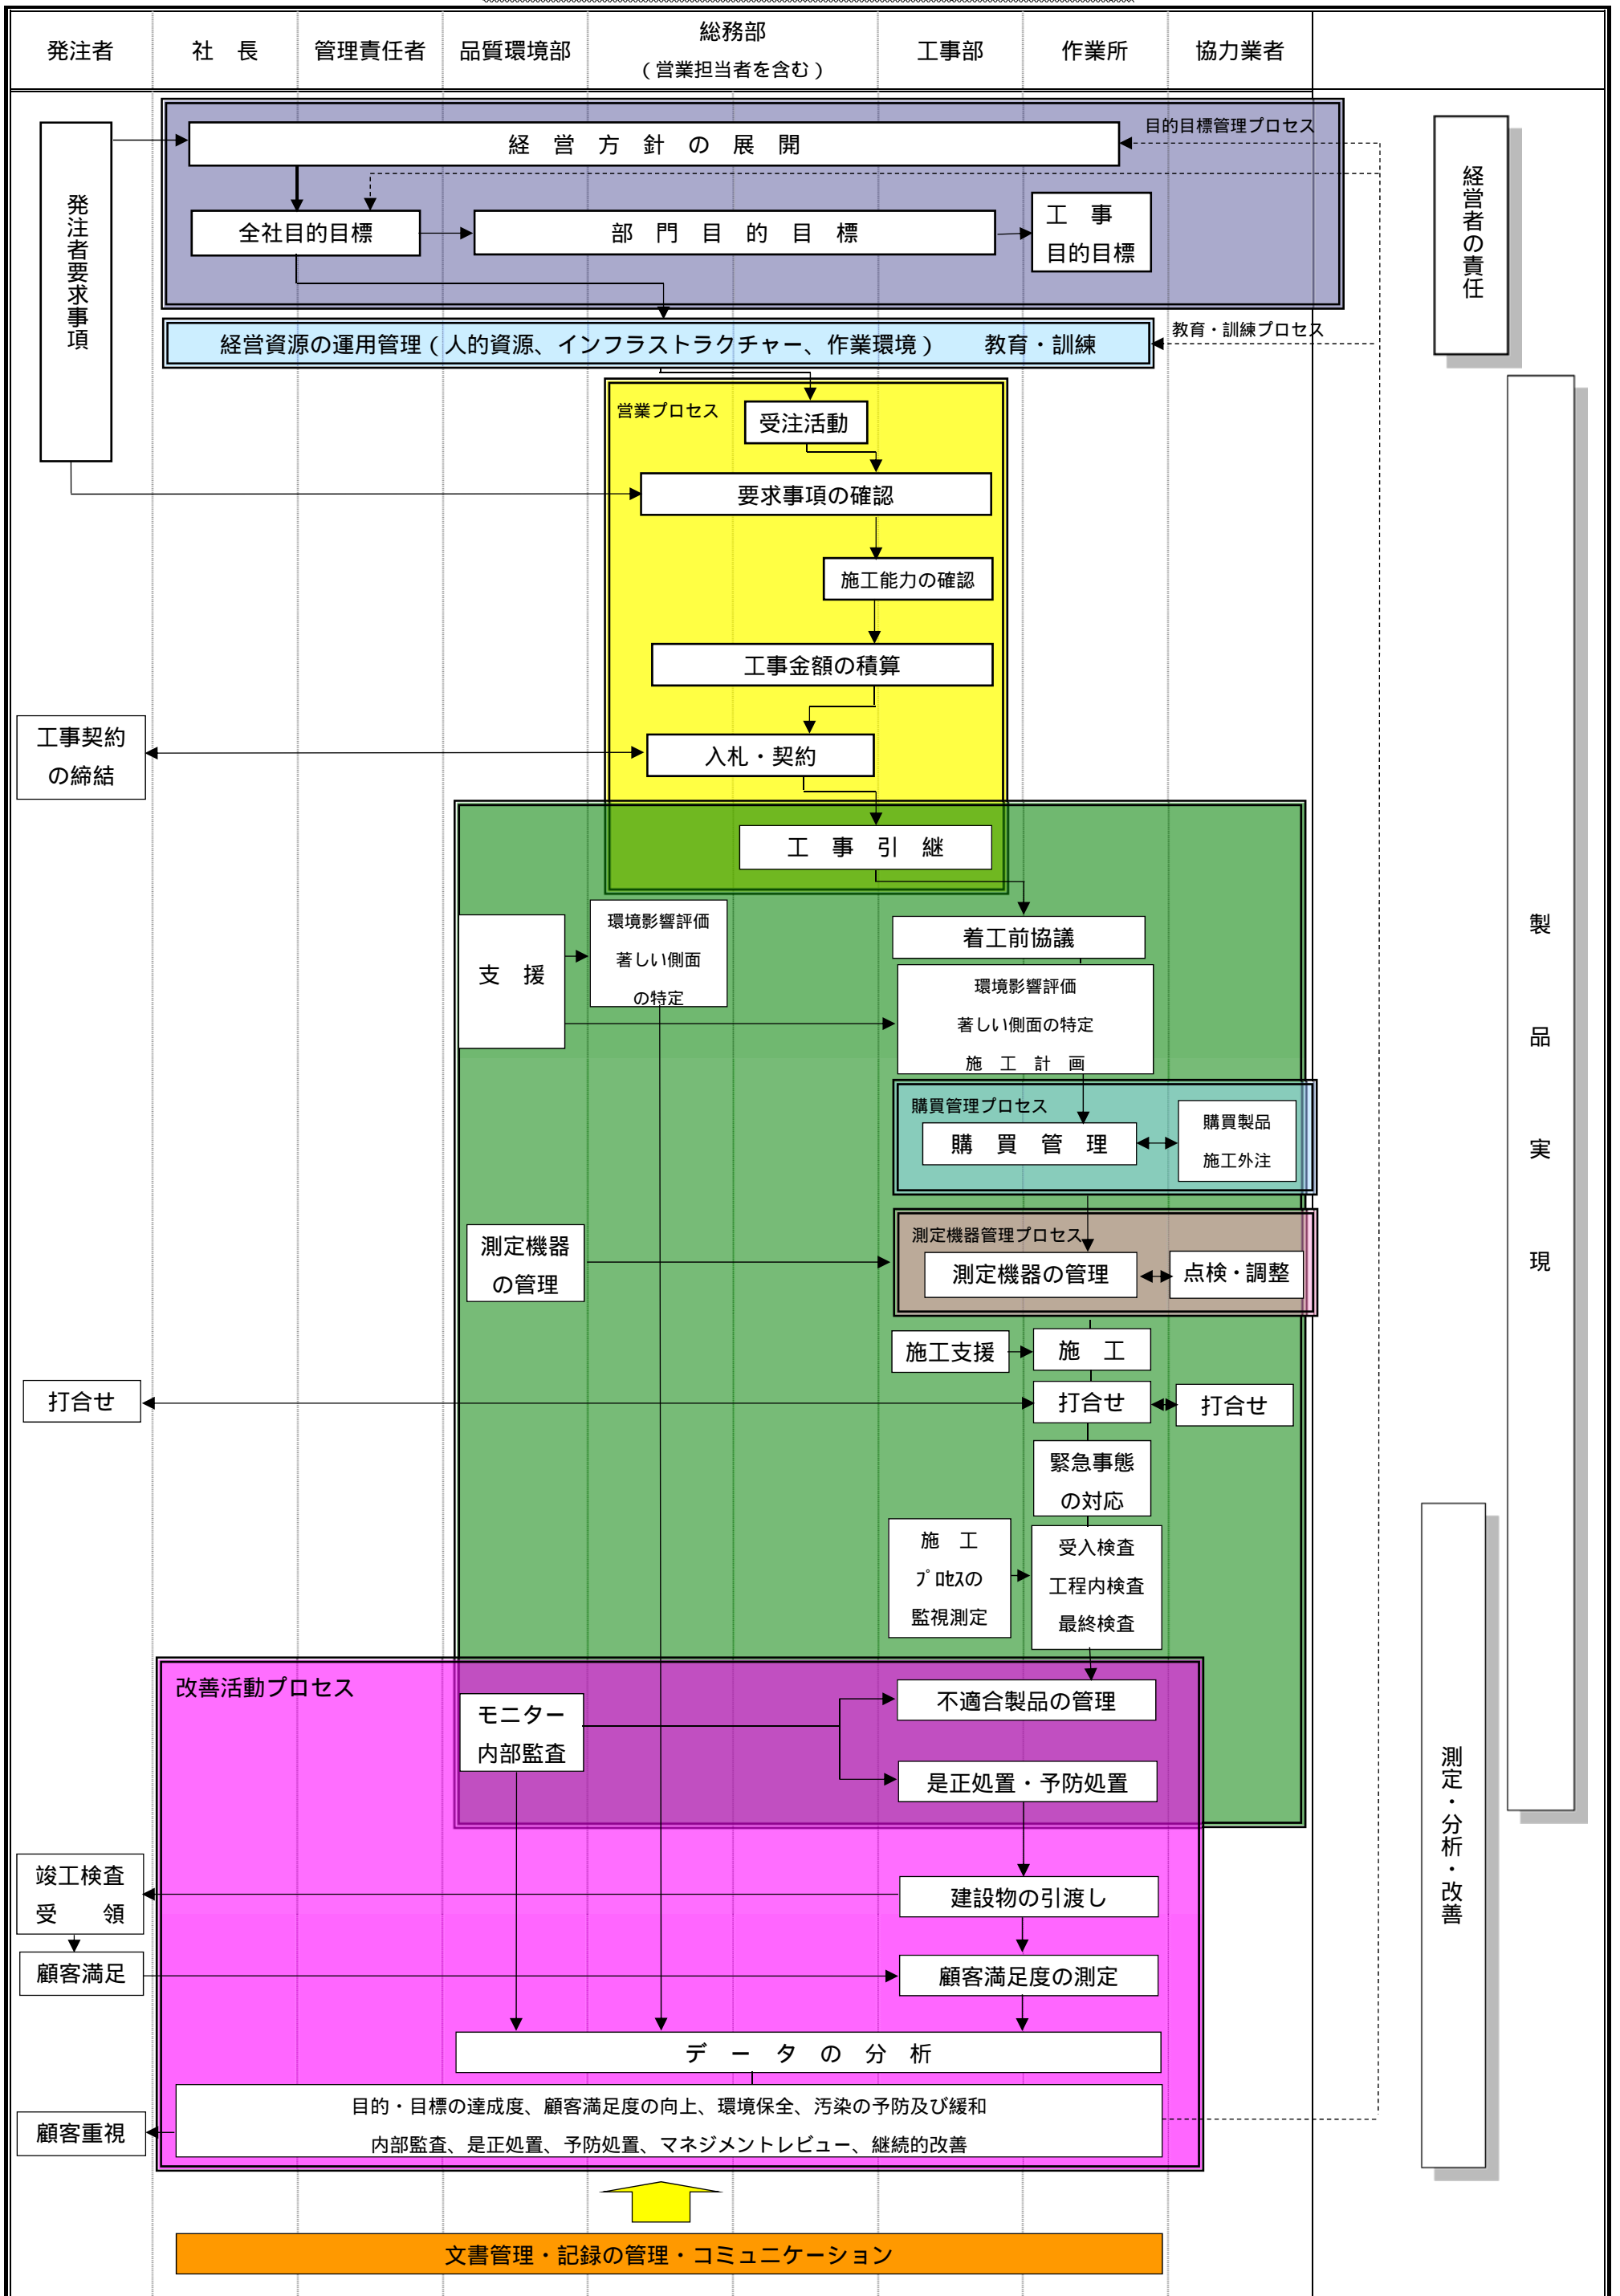 発注者
社　長
管理責任者
品質環境部
総務部
（営業担当者を含む）
工事部
作業所
協力業者
目的目標管理プロセス
経　営　方　針　の　展　開
発注者要求事項
経営者の責任
全社目的目標
部　門　目　的　目　標
工　事
目的目標
経営資源の運用管理（人的資源、インフラストラクチャー、作業環境）　　教育・訓練
教育・訓練プロセス
営業プロセス
受注活動
要求事項の確認
施工能力の確認
工事金額の積算
工事契約
の締結
入札・契約
工　事　引　継
製品実現
支　援
環境影響評価
著しい側面
の特定
着工前協議
環境影響評価
著しい側面の特定
施　工　計　画
購買管理プロセス
購　買　管　理
購買製品
施工外注
測定機器
の管理
測定機器管理プロセス
測定機器の管理
点検・調整
施工支援
施　工
打合せ
打合せ
打合せ
緊急事態
の対応
施　工
ﾌﾟﾛｾｽの
監視測定
受入検査
工程内検査
最終検査
測定・分析・改善
改善活動プロセス
モニター
内部監査
不適合製品の管理
是正処置・予防処置
竣工検査
受　　領
建設物の引渡し
顧客満足
顧客満足度の測定
デ　ー　タ　の　分　析
目的・目標の達成度、顧客満足度の向上、環境保全、汚染の予防及び緩和
内部監査、是正処置、予防処置、マネジメントレビュー、継続的改善
顧客重視
文書管理・記録の管理・コミュニケーション